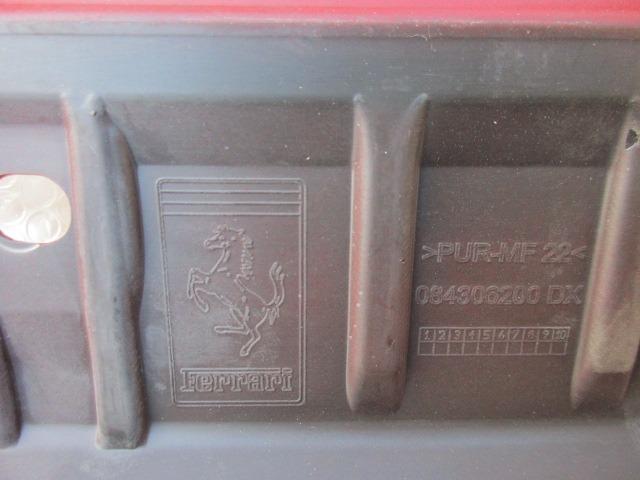 Ferrari
>PUR-MF 22<
084306200 DX
1 2 3 4 5 6 7 8 9 10